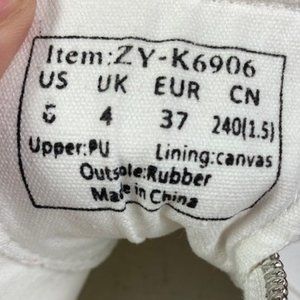 Item:ZY-K6906
US UK EUR CN
6 4 37 240(1.5)
Upper:PU Lining:canvas
Outsole:Rubber
Made in China